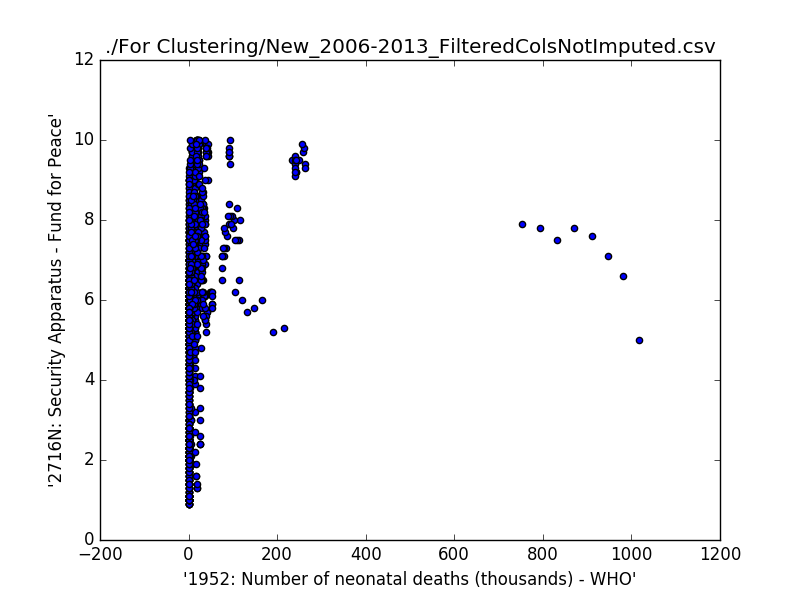 ./For Clustering/New_2006-2013_FilteredColsNotImputed.csv
12
10
8
6
4
2
0
'2716N: Security Apparatus - Fund for Peace'
−200 0 200 400 600 800 1000 1200
'1952: Number of neonatal deaths (thousands) - WHO'